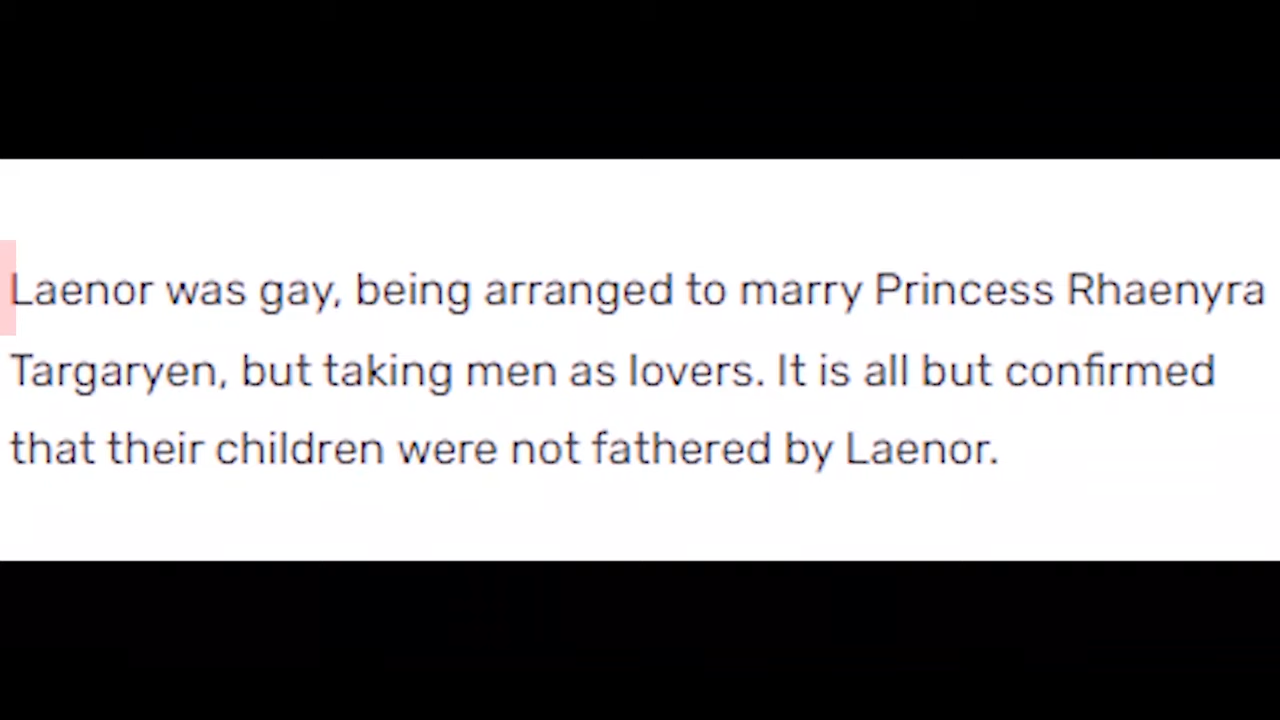 Laenor was gay, being arranged to marry Princess Rhaenyra
Targaryen, but taking men as lovers. It is all but confirmed
that their children were not fathered by Laenor.